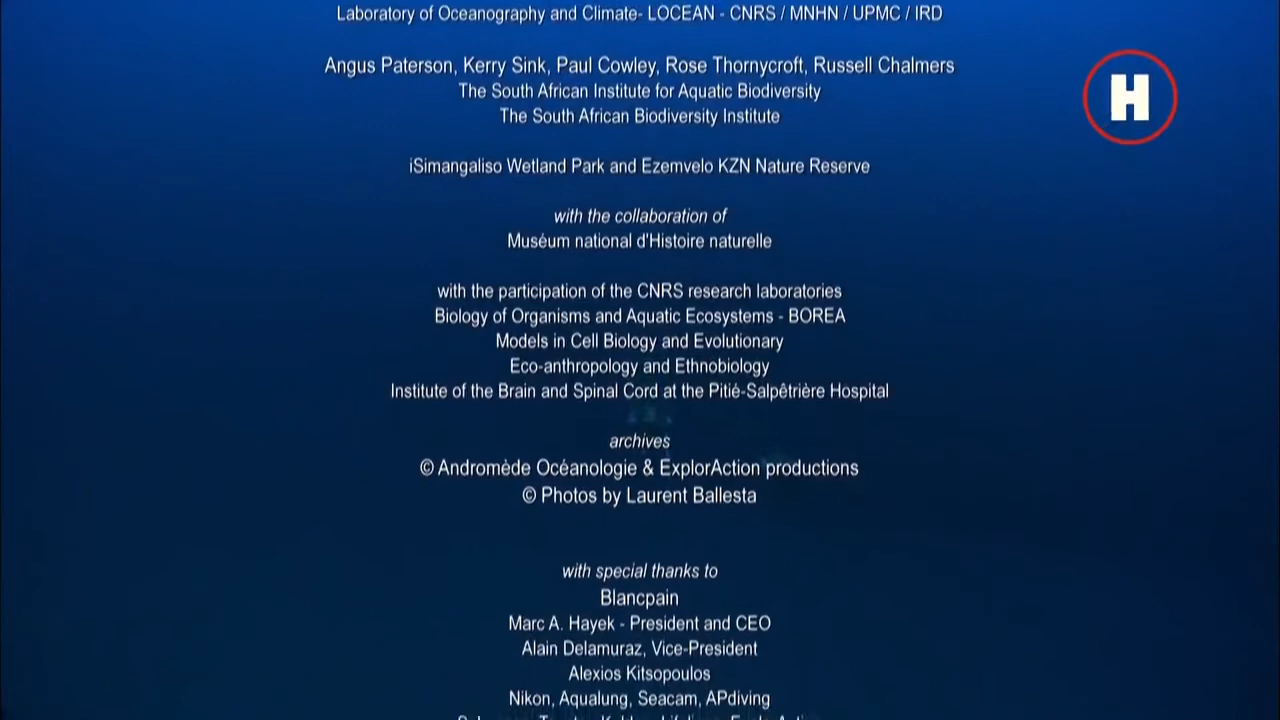 Laboratory of Oceanography and Climate- LOCEAN - CNRS / MNHN / UPMC / IRD
Angus Paterson, Kerry Sink, Paul Cowley, Rose Thornycroft, Russell Chalmers
The South African Institute for Aquatic Biodiversity
The South African Biodiversity Institute
H
iSimangaliso Wetland Park and Ezemvelo KZN Nature Reserve
with the collaboration of
Muséum national d'Histoire naturelle
with the participation of the CNRS research laboratories
Biology of Organisms and Aquatic Ecosystems - BOREA
Models in Cell Biology and Evolutionary
Eco-anthropology and Ethnobiology
Institute of the Brain and Spinal Cord at the Pitié-Salpêtrière Hospital
archives
© Andromède Océanologie & ExplorAction productions
© Photos by Laurent Ballesta
with special thanks to
Blancpain
Marc A. Hayek - President and CEO
Alain Delamuraz, Vice-President
Alexios Kitsopoulos
Nikon, Aqualung, Seacam, APdiving